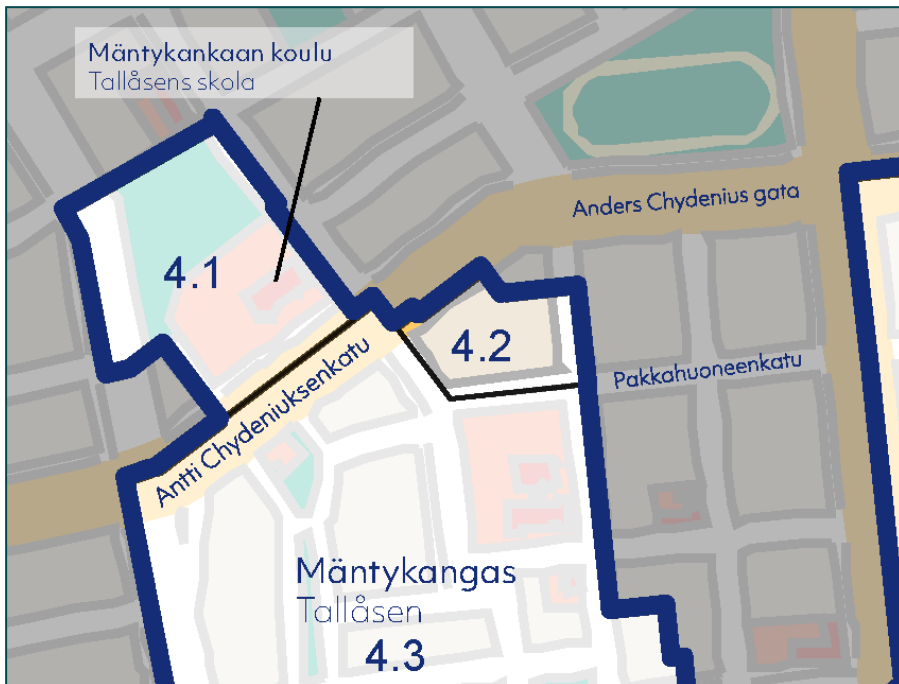 Mäntykankaan koulu
Tallåsens skola
Anders Chydenius gata
4.1
4.2
Pakkahuoneenkatu
Antti Chydeniuksenkatu
Mäntykangas
Tallåsen
4.3